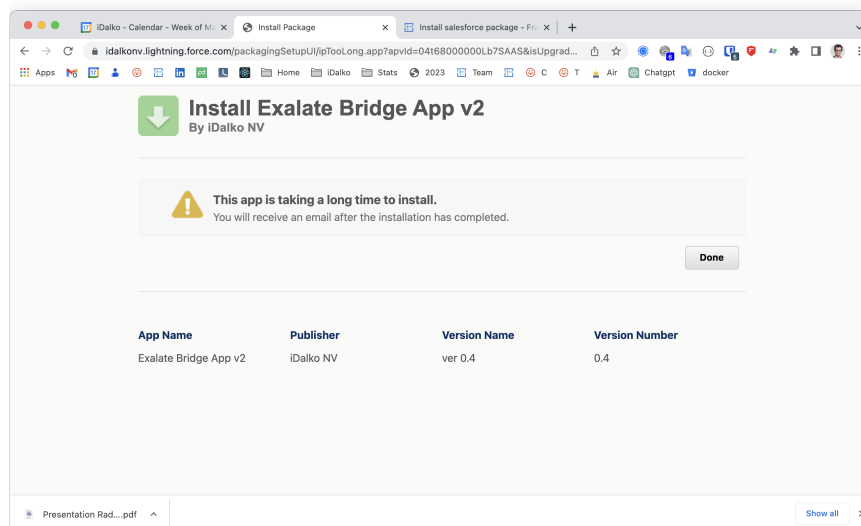 iDalko - Calendar - Week of Ma
Install Package
Install salesforce package - Fra
idalkonv.lightning.force.com/packagingSetupUI/ipTooLong.app?apvId=04t68000000Lb7SAAS&isUpgrad...
Apps
Home
iDalko
Stats
2023
Team
C
T
Air
Chatgpt
docker
Install Exalate Bridge App v2
By iDalko NV
This app is taking a long time to install.
You will receive an email after the installation has completed.
Done
App Name Publisher Version Name Version Number
Exalate Bridge App v2 iDalko NV ver 0.4 0.4
Presentation Rad....pdf
Show all